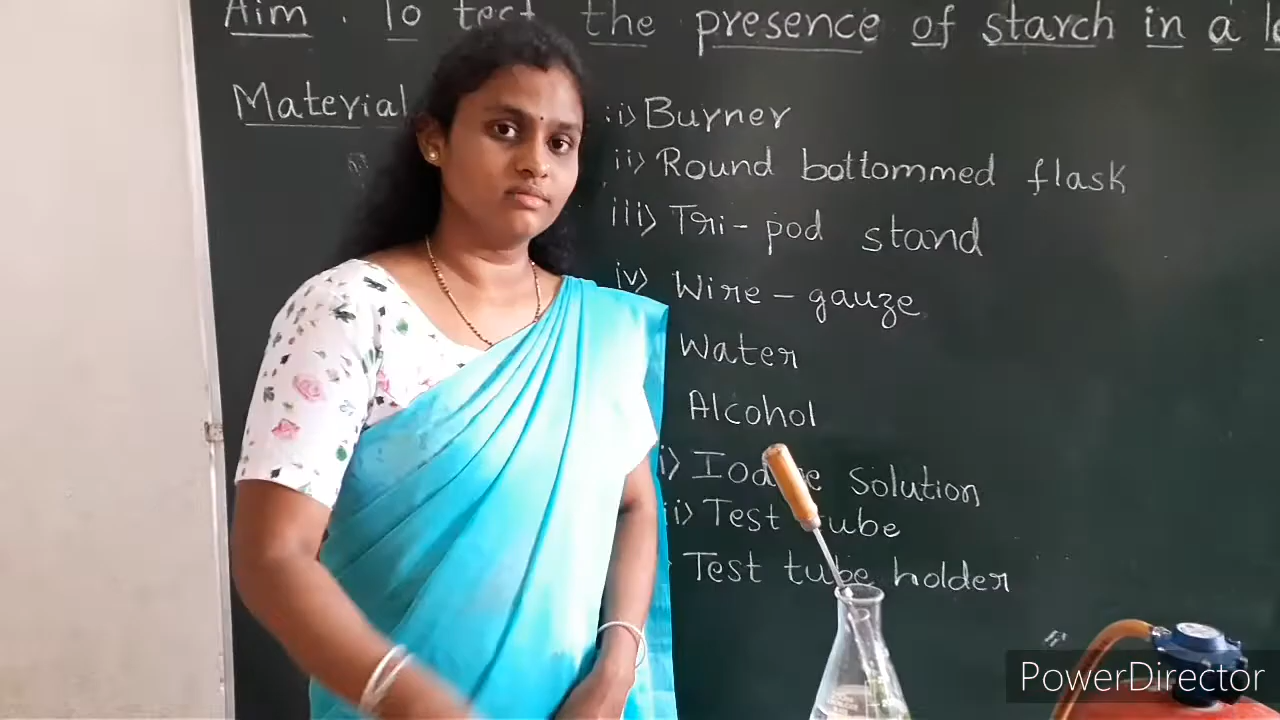 Aim. To test the presence of starch in a
Material
i) Burner
ii) Round bottommed flask
iii) Tri-pod stand
iv) Wire-gauze
Water
Alcohol
i) solution
ii) Test tube
Test tube holder
PowerDirector